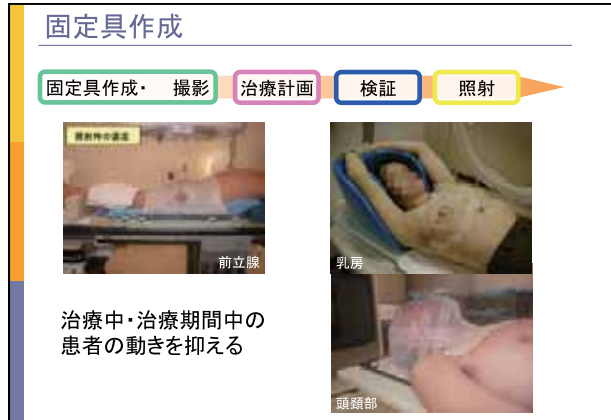 固定具作成
固定具作成・　撮影
治療計画
検証
照射
前立腺
乳房
治療中・治療期間中の
患者の動きを抑える
頭頚部